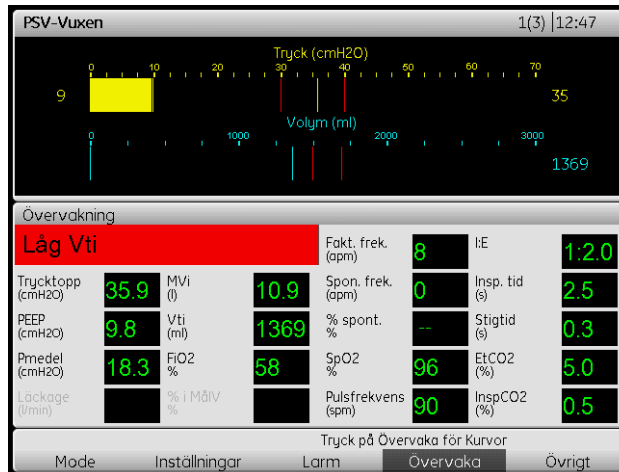 PSV-Vuxen 1(3) 12:47
Tryck (cmH2O)
0 10 20 30 40 50 60 70
9 35
Volym (ml)
0 1000 2000 3000
1369
Övervakning
Låg Vti
Fakt. frek. (apm) 8 I:E 1:2.0
Trycktopp (cmH2O) 35.9 MVi (l) 10.9 Spon. frek. (apm) 0 Insp. tid (s) 2.5
PEEP (cmH2O) 9.8 Vti (ml) 1369 % spont. % -- Stigtid (s) 0.3
Pmedel (cmH2O) 18.3 FiO2 % 58 SpO2 % 96 EtCO2 (%) 5.0
Läckage (l/min) % i MålV % Pulsfrekvens (spm) 90 InspCO2 (%) 0.5
Tryck på Övervaka för Kurvor
Mode Inställningar Larm Övervaka Övrigt